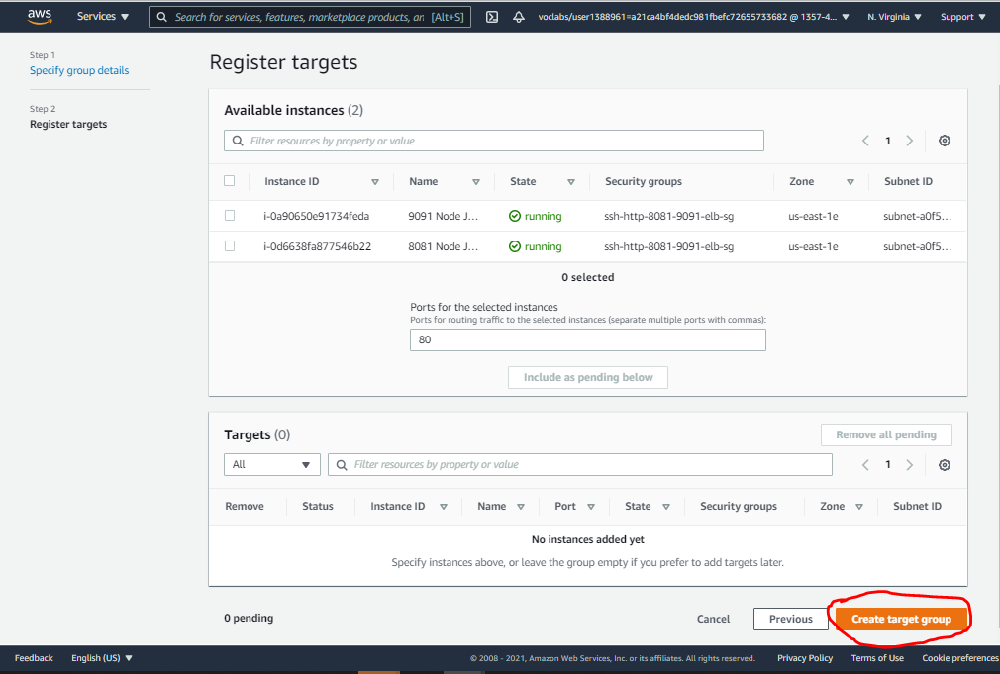 aws Services Search for services, features, marketplace products, an [Alt+S] voclabs/user1388961=a21ca4bf4dedc981fbefc72655733682 @ 1357-4... N. Virginia Support
Step 1
Specify group details
Step 2
Register targets
Register targets
Available instances (2)
Filter resources by property or value
1
Instance ID Name State Security groups Zone Subnet ID
i-0a90650e91734feda 9091 Node J... running ssh-http-8081-9091-elb-sg us-east-1e subnet-a0f5...
i-0d6638fa877546b22 8081 Node J... running ssh-http-8081-9091-elb-sg us-east-1e subnet-a0f5...
0 selected
Ports for the selected instances
Ports for routing traffic to the selected instances (separate multiple ports with commas):
80
Include as pending below
Targets (0)
Remove all pending
All Filter resources by property or value 1
Remove Status Instance ID Name Port State Security groups Zone Subnet ID
No instances added yet
Specify instances above, or leave the group empty if you prefer to add targets later.
0 pending Cancel Previous Create target group
Feedback English (US) © 2008 - 2021, Amazon Web Services, Inc. or its affiliates. All rights reserved. Privacy Policy Terms of Use Cookie preferences